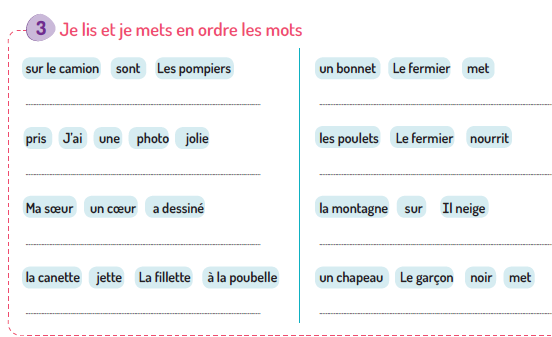 3 Je lis et je mets en ordre les mots
sur le camion sont Les pompiers
pris J'ai une photo jolie
Ma sœur un cœur a dessiné
la canette jette La fillette à la poubelle
un bonnet Le fermier met
les poulets Le fermier nourrit
la montagne sur Il neige
un chapeau Le garçon noir met